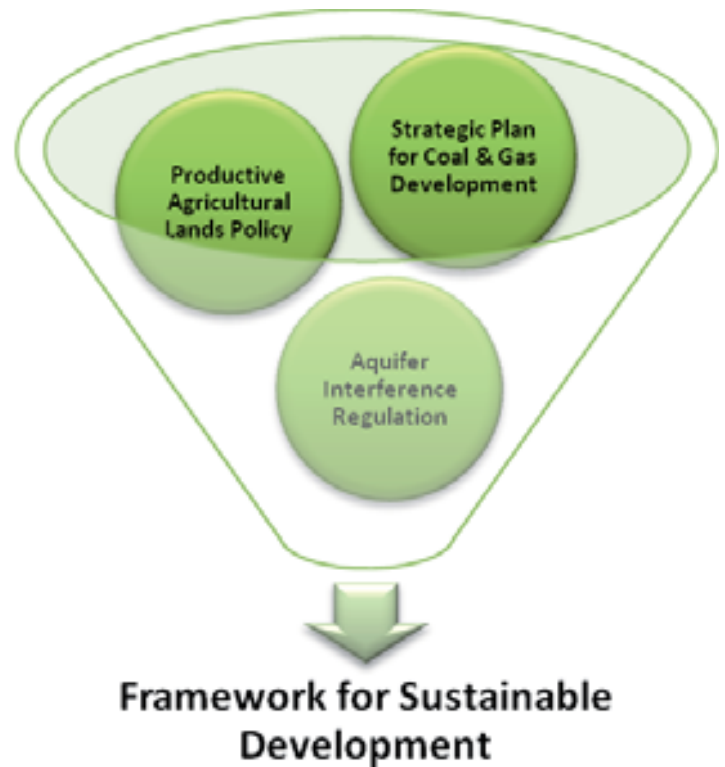 Productive
Agricultural
Lands Policy
Strategic Plan
for Coal & Gas
Development
Aquifer
Interference
Regulation
Framework for Sustainable
Development